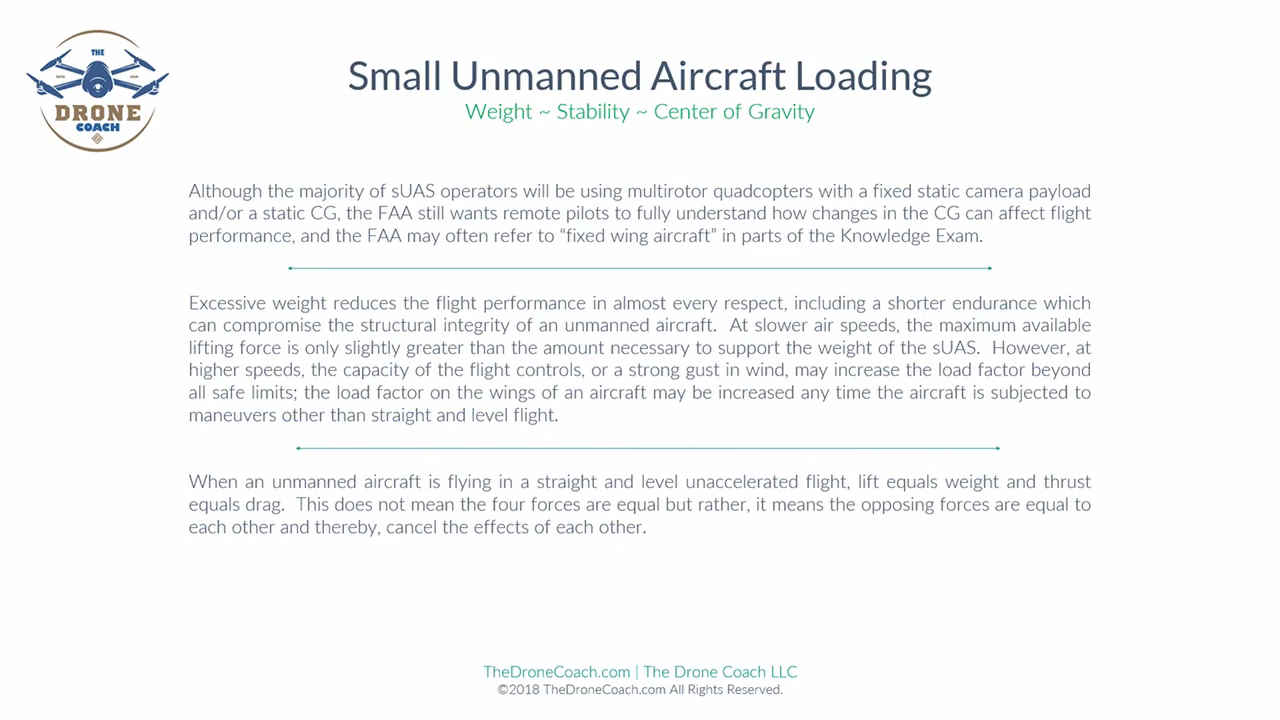 THE
DRONE
COACH
Small Unmanned Aircraft Loading
Weight ~ Stability ~ Center of Gravity
Although the majority of sUAS operators will be using multirotor quadcopters with a fixed static camera payload
and/or a static CG, the FAA still wants remote pilots to fully understand how changes in the CG can affect flight
performance, and the FAA may often refer to “fixed wing aircraft” in parts of the Knowledge Exam.
Excessive weight reduces the flight performance in almost every respect, including a shorter endurance which
can compromise the structural integrity of an unmanned aircraft. At slower air speeds, the maximum available
lifting force is only slightly greater than the amount necessary to support the weight of the sUAS. However, at
higher speeds, the capacity of the flight controls, or a strong gust in wind, may increase the load factor beyond
all safe limits; the load factor on the wings of an aircraft may be increased any time the aircraft is subjected to
maneuvers other than straight and level flight.
When an unmanned aircraft is flying in a straight and level unaccelerated flight, lift equals weight and thrust
equals drag. This does not mean the four forces are equal but rather, it means the opposing forces are equal to
each other and thereby, cancel the effects of each other.
TheDroneCoach.com | The Drone Coach LLC
©2018 TheDroneCoach.com All Rights Reserved.